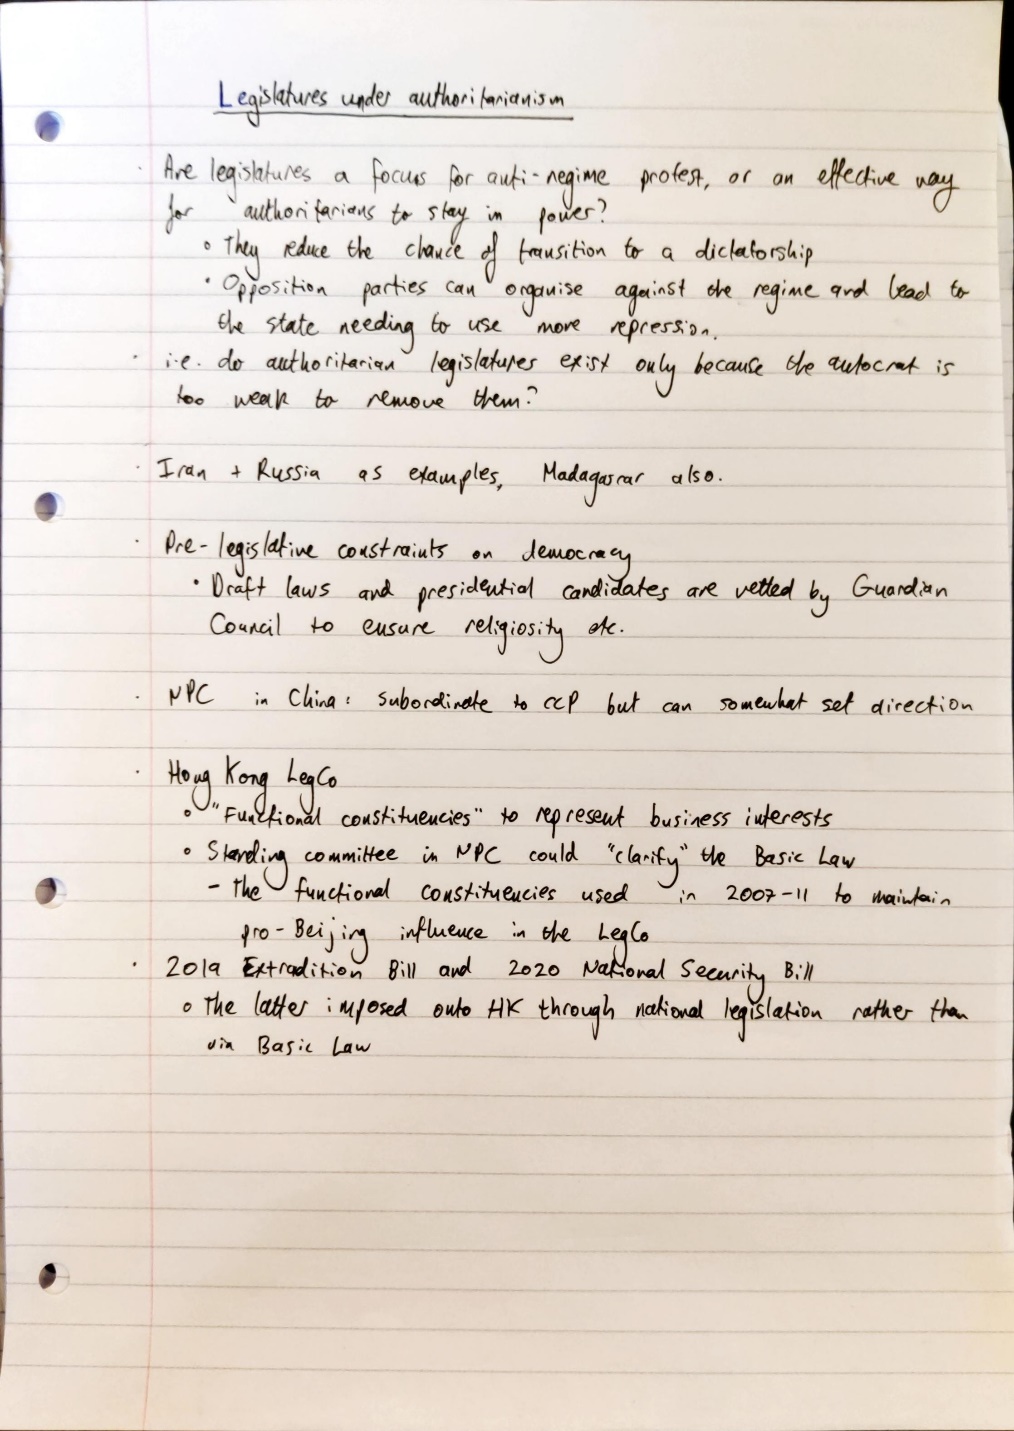 Legislatures under authoritarianism
· Are legislatures a focus for anti-regime protest, or an effective way
for authoritarians to stay in power?
◦ They reduce the chance of transition to a dictatorship
· Opposition parties can organise against the regime and lead to
the state needing to use more repression.
· i.e. do authoritarian legislatures exist only because the autocrat is
too weak to remove them?
· Iran + Russia as examples, Madagascar also.
· Pre-legislative constraints on democracy
· Draft laws and presidential candidates are vetted by Guardian
Council to ensure religiosity etc.
· NPC in China: subordinate to CCP but can somewhat set direction
· Hong Kong LegCo
◦ "Functional constituencies" to represent business interests
◦ Standing committee in NPC could "clarify" the Basic Law
- The functional constituencies used in 2007-11 to maintain
pro-Beijing influence in the LegCo
· 2019 Extradition Bill and 2020 National Security Bill
◦ The latter imposed onto HK through national legislation rather than
via Basic Law